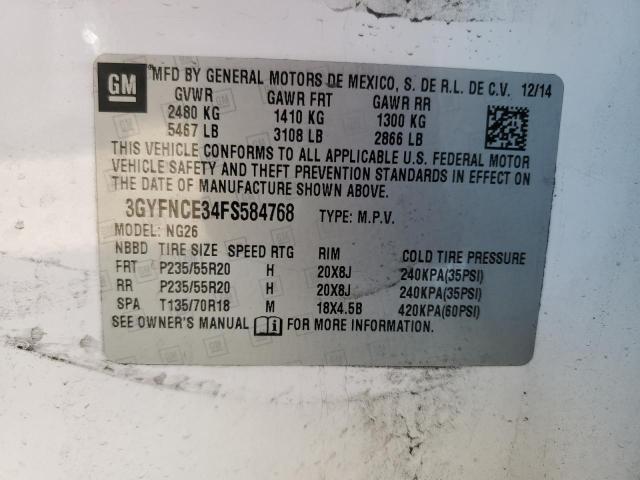 GM
MFD BY GENERAL MOTORS DE MEXICO, S. DE R.L. DE C.V. 12/14
GVWR GAWR FRT GAWR RR
2480 KG 1410 KG 1300 KG
5467 LB 3108 LB 2866 LB
THIS VEHICLE CONFORMS TO ALL APPLICABLE U.S. FEDERAL MOTOR
VEHICLE SAFETY AND THEFT PREVENTION STANDARDS IN EFFECT ON
THE DATE OF MANUFACTURE SHOWN ABOVE.
3GYFNCE34FS584768 TYPE: M.P.V.
MODEL: NG26
NBBD TIRE SIZE SPEED RTG RIM COLD TIRE PRESSURE
FRT P235/55R20 H 20X8J 240KPA(35PSI)
RR P235/55R20 H 20X8J 240KPA(35PSI)
SPA T135/70R18 M 18X4.5B 420KPA(60PSI)
SEE OWNER'S MANUAL FOR MORE INFORMATION.